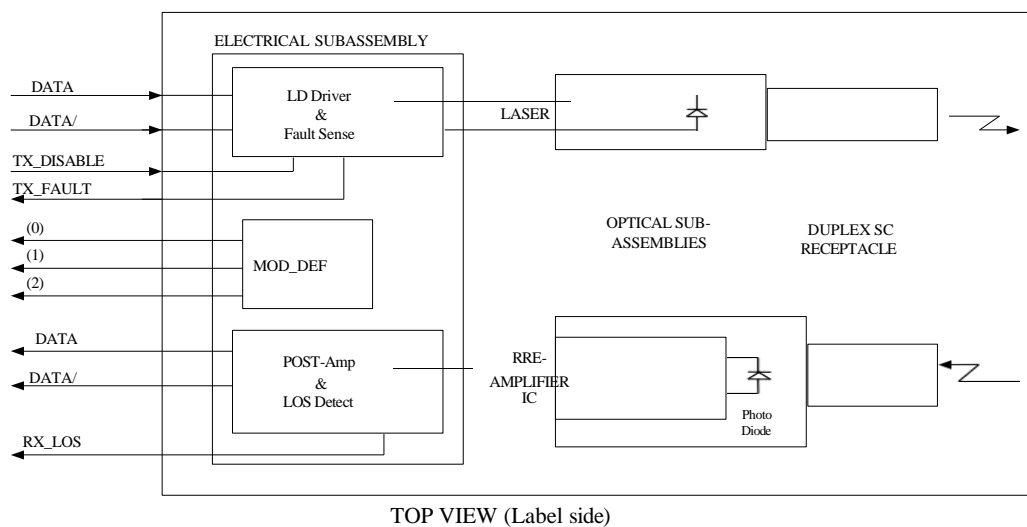 ELECTRICAL SUBASSEMBLY
DATA
DATA/
TX_DISABLE
TX_FAULT
LD Driver
&
Fault Sense
LASER
(0)
(1)
(2)
MOD_DEF
OPTICAL SUB-
ASSEMBLIES
DUPLEX SC
RECEPTACLE
DATA
DATA/
RX_LOS
POST-Amp
&
LOS Detect
RRE-
AMPLIFIER
IC
Photo
Diode
TOP VIEW (Label side)